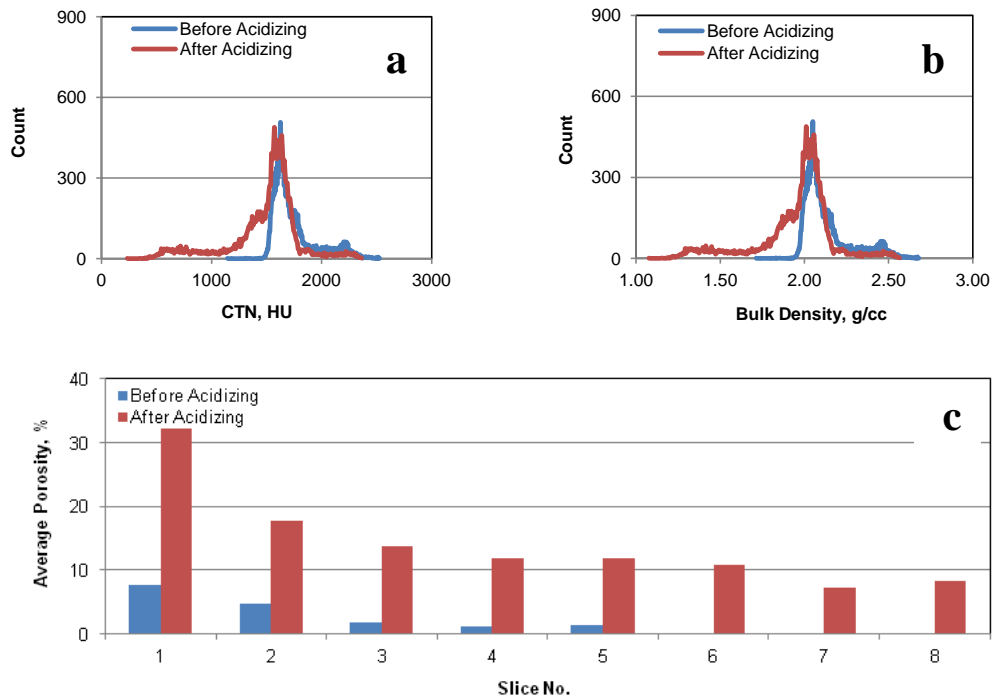 900
600
300
0
Count
Before Acidizing
After Acidizing
a
0 1000 2000 3000
CTN, HU
900
600
300
0
Count
Before Acidizing
After Acidizing
b
1.00 1.50 2.00 2.50 3.00
Bulk Density, g/cc
40
30
20
10
0
Average Porosity, %
Before Acidizing
After Acidizing
c
1 2 3 4 5 6 7 8
Slice No.